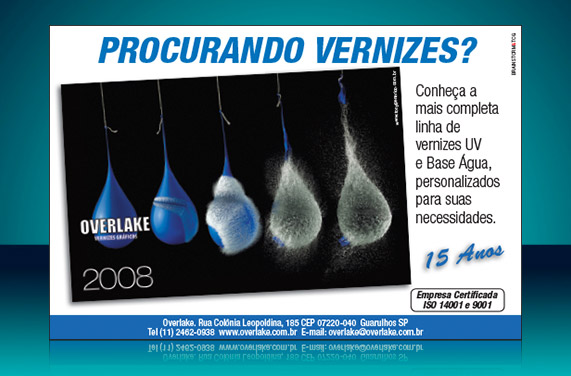 PROCURANDO VERNIZES?
OVERLAKE
VERNIZES GRÁFICOS
2008
Conheça a
mais completa
linha de
vernizes UV
e Base Água,
personalizados
para suas
necessidades.
15 Anos
Empresa Certificada
ISO 14001 e 9001
Overlake. Rua Colônia Leopoldina, 185 CEP 07220-040 Guarulhos SP
Tel (11) 2462-0938 www.overlake.com.br E-mail: overlake@overlake.com.br